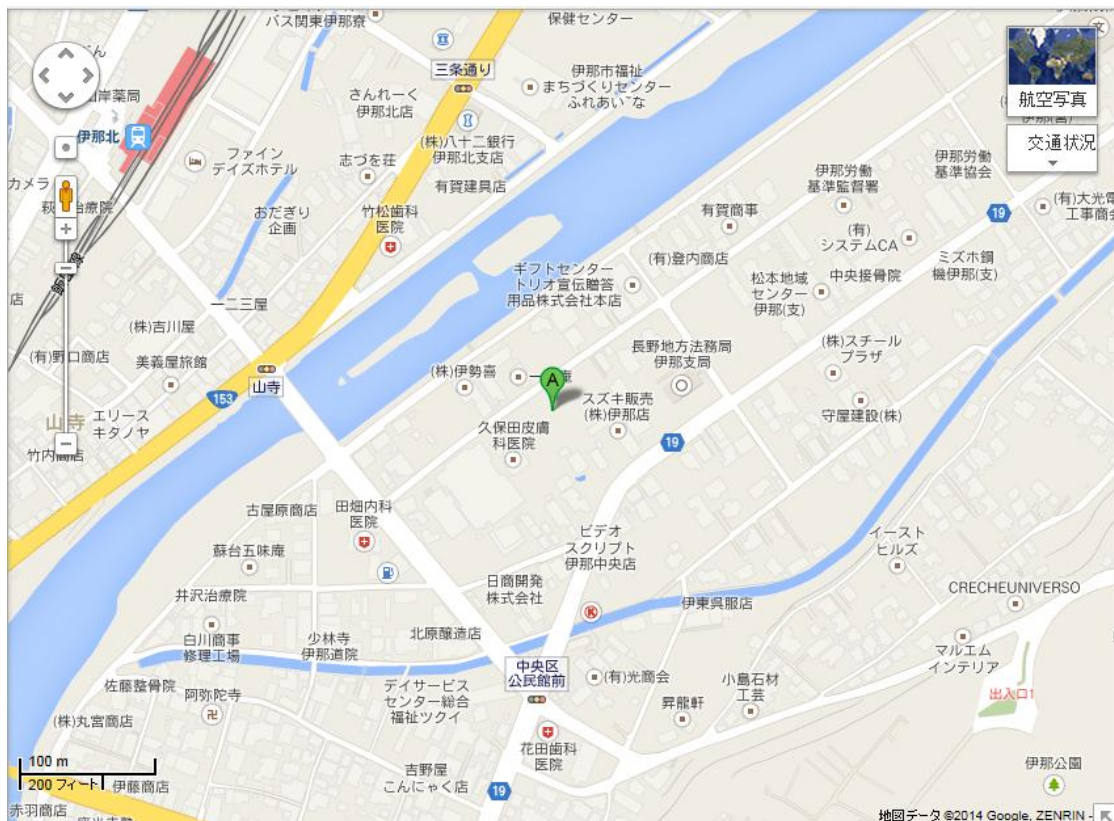 バス関東伊那寮
保健センター
三条通り
伊那市福祉
まちづくりセンター
ふれあい~な
航空写真
交通状況
さんれーく
伊那北店
(株)八十二銀行
伊那北支店
伊那北
ファイン
デイズホテル
志づを荘
有賀建具店
カメラ
おだぎり
企画
竹松歯科
医院
伊那労働
基準監督署
伊那労働
基準協会
有賀商事
19
(有)大光電
工事商会
(有)
システムCA
ミズホ鋼
機伊那(支)
(有)登内商店
中央接骨院
松本地域
センター
伊那(支)
ギフトセンター
トリオ宣伝贈答
用品株式会社本店
店
一二三屋
(株)吉川屋
(有)野口商店
美義屋旅館
山寺
153
(株)伊勢喜
A
長野地方法務局
伊那支局
(株)スチール
プラザ
スズキ販売
(株)伊那店
守屋建設(株)
エリース
キタノヤ
竹内商店
久保田皮膚
科医院
19
古屋原商店
田畑内科
医院
蘇台五味庵
ビデオ
スクリプト
伊那中央店
イースト
ヒルズ
日商開発
株式会社
井沢治療院
伊東呉服店
CRECHEUNIVERSO
白川商事
修理工場
少林寺
伊那道院
北原醸造店
中央区
公民館前
マルエム
インテリア
佐藤整骨院
阿弥陀寺
デイサービス
センター総合
福祉ツクイ
(有)光商会
小島石材
工芸
昇龍軒
出入口1
(株)丸宮商店
花田歯科
医院
100 m
200 フィート
伊藤商店
吉野屋
こんにゃく店
19
伊那公園
赤羽商店
地図データ ©2014 Google, ZENRIN -